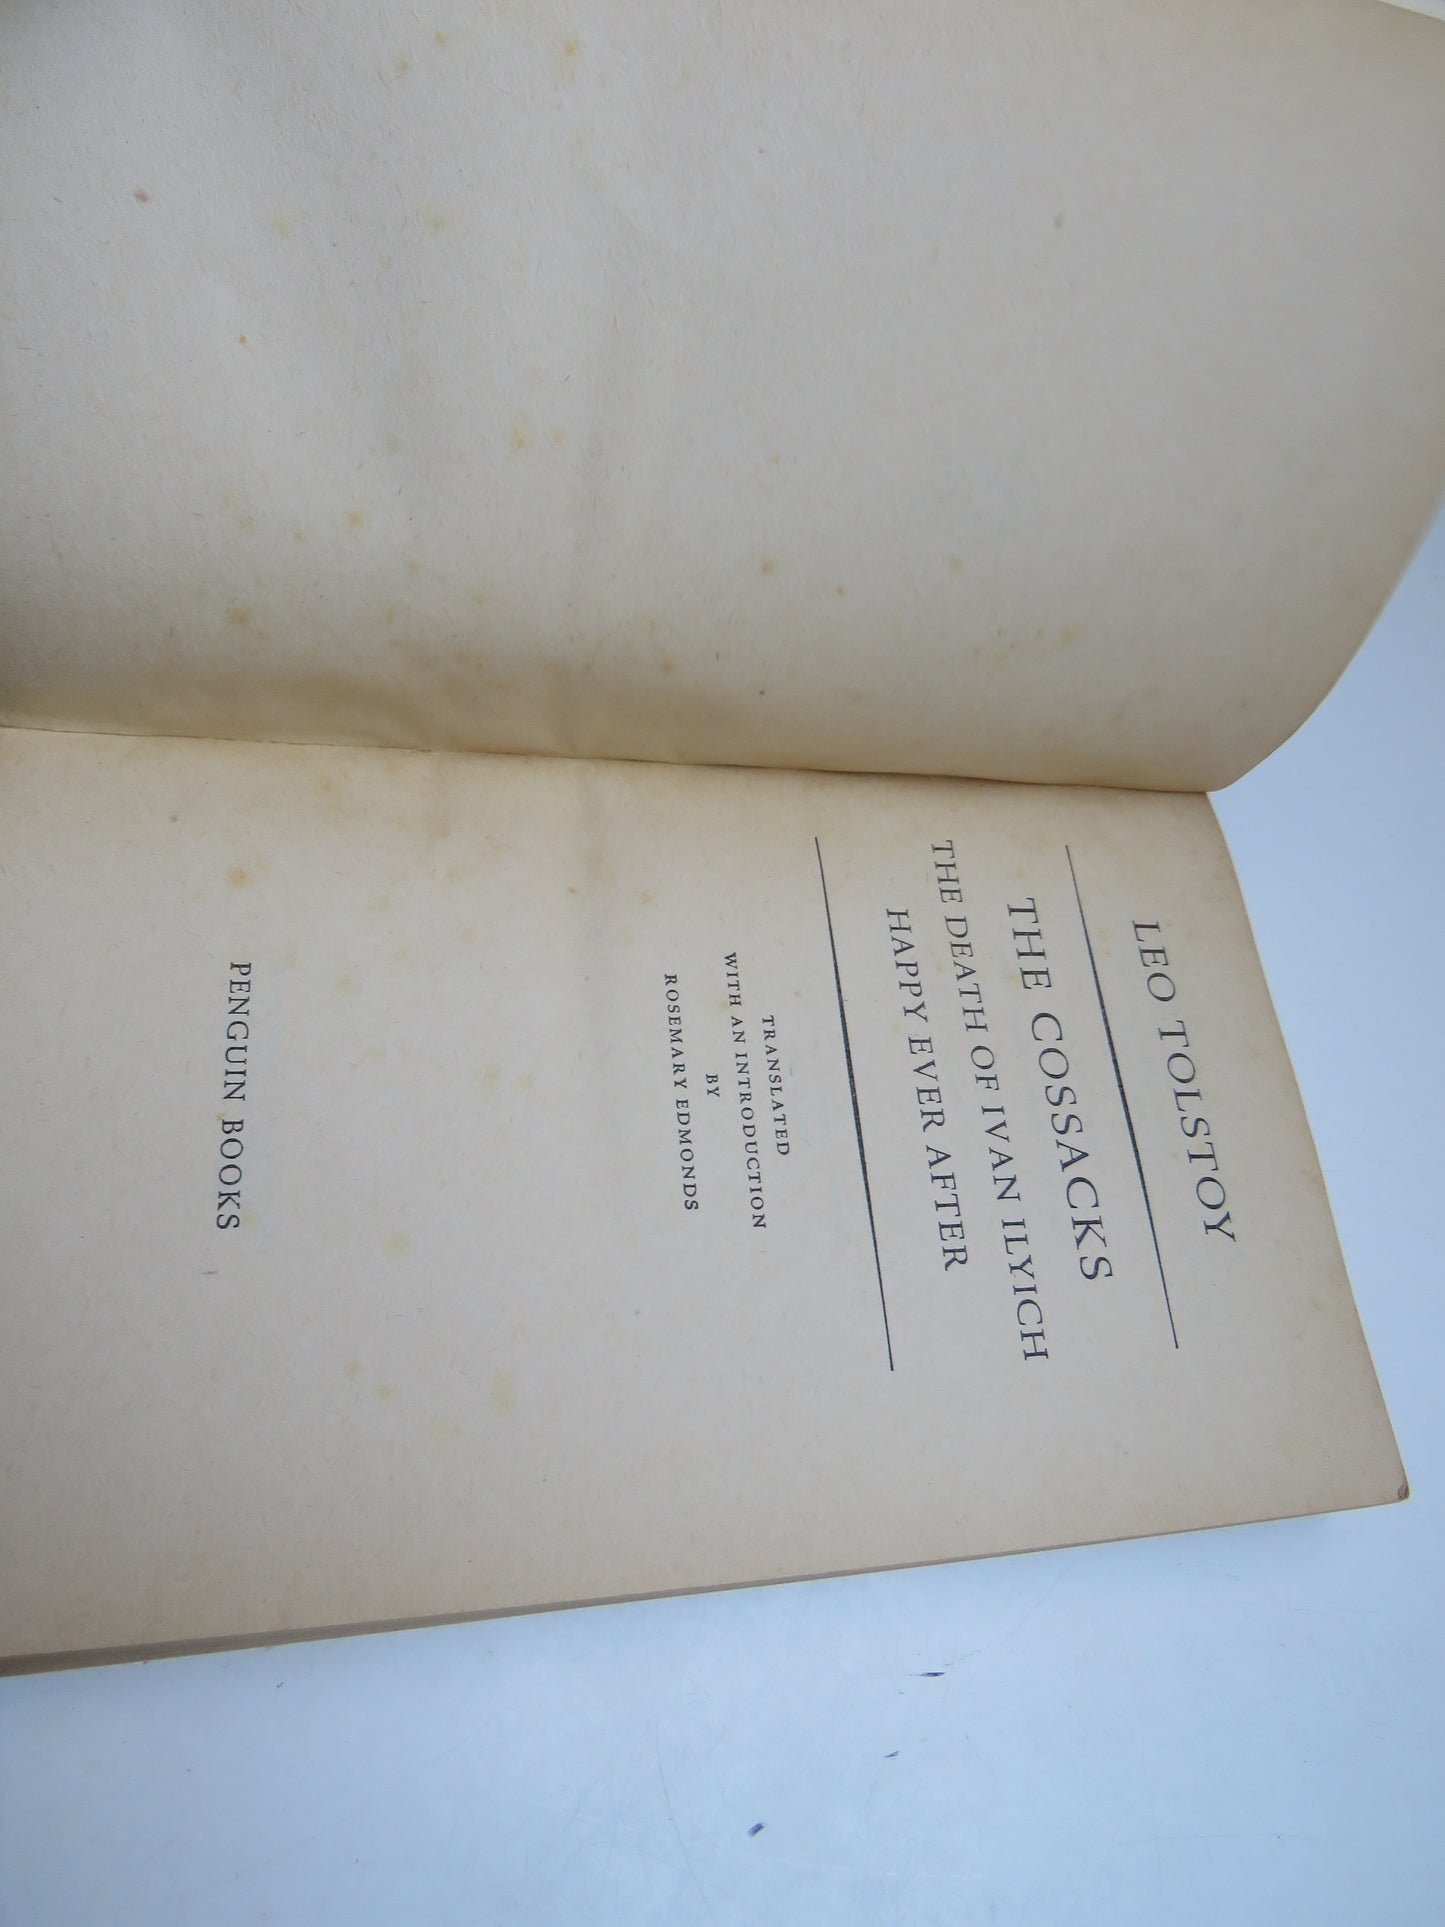 LEO TOLSTOY
THE COSSACKS
THE DEATH OF IVAN ILYICH
HAPPY EVER AFTER
TRANSLATED
WITH AN INTRODUCTION
BY
ROSEMARY EDMONDS
PENGUIN BOOKS